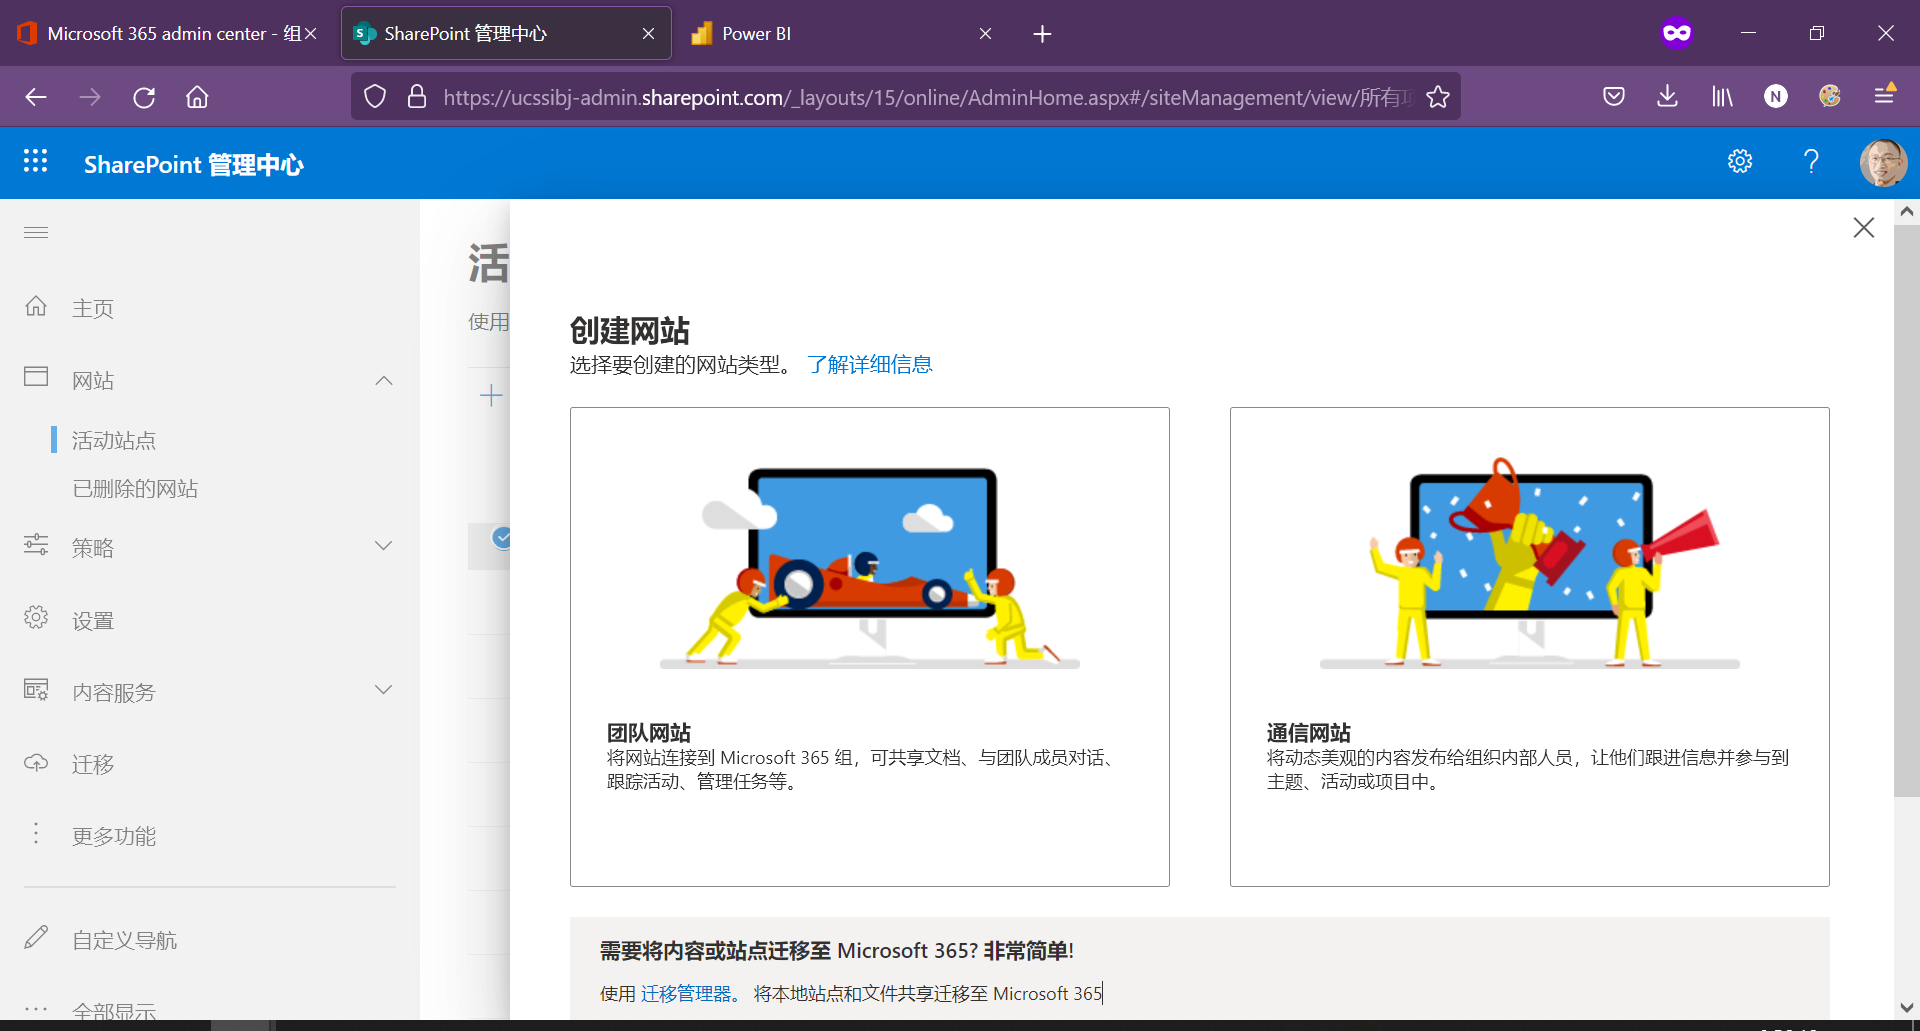 Microsoft 365 admin center - 组
SharePoint 管理中心
Power BI
https://ucssibj-admin.sharepoint.com/_layouts/15/online/AdminHome.aspx#/siteManagement/view/所有项
N
SharePoint 管理中心
主页
网站
活动站点
已删除的网站
策略
设置
内容服务
迁移
更多功能
自定义导航
全部显示
活
使用
创建网站
选择要创建的网站类型。 了解详细信息
团队网站
将网站连接到 Microsoft 365 组，可共享文档、与团队成员对话、
跟踪活动、管理任务等。
通信网站
将动态美观的内容发布给组织内部人员，让他们跟进信息并参与到
主题、活动或项目中。
需要将内容或站点迁移至 Microsoft 365? 非常简单!
使用 迁移管理器。 将本地站点和文件共享迁移至 Microsoft 365